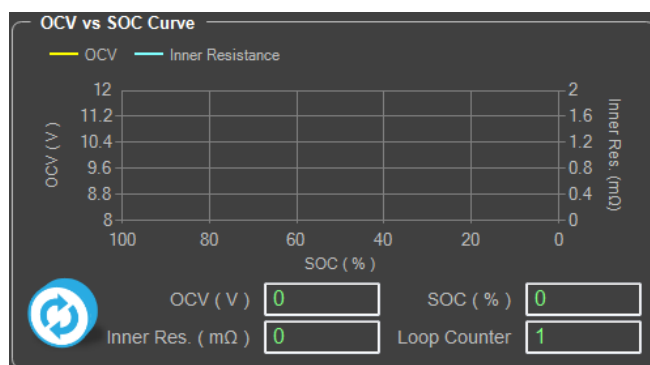 OCV vs SOC Curve
OCV Inner Resistance
12
11.2
10.4
9.6
8.8
8
OCV ( V )
2
1.6
1.2
0.8
0.4
0
Inner Res. (mΩ)
100 80 60 40 20 0
SOC ( % )
OCV ( V ) 0 SOC ( % ) 0
Inner Res. ( mΩ ) 0 Loop Counter 1